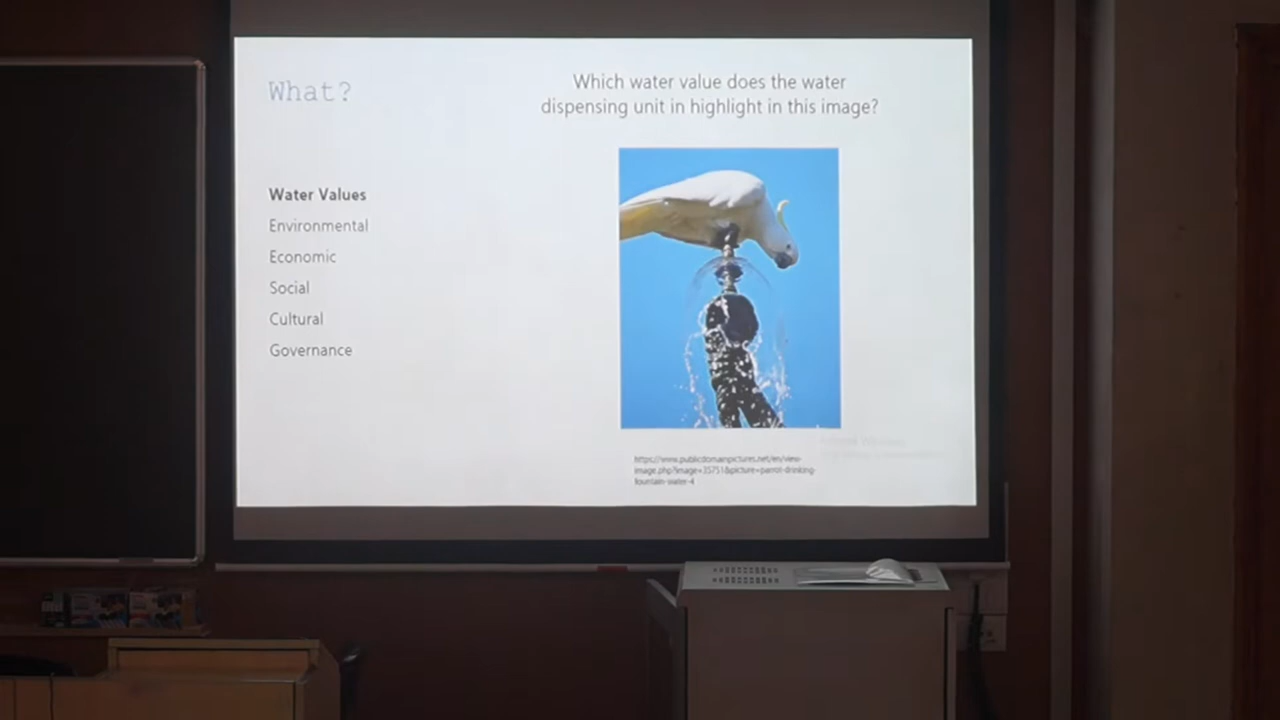 What?
Which water value does the water
dispensing unit in highlight in this image?
Water Values
Environmental
Economic
Social
Cultural
Governance
https://www.publicdomainpictures.net/en/view-
image.php?image=35751&picture=parrot-drinking-
fountain-water-4